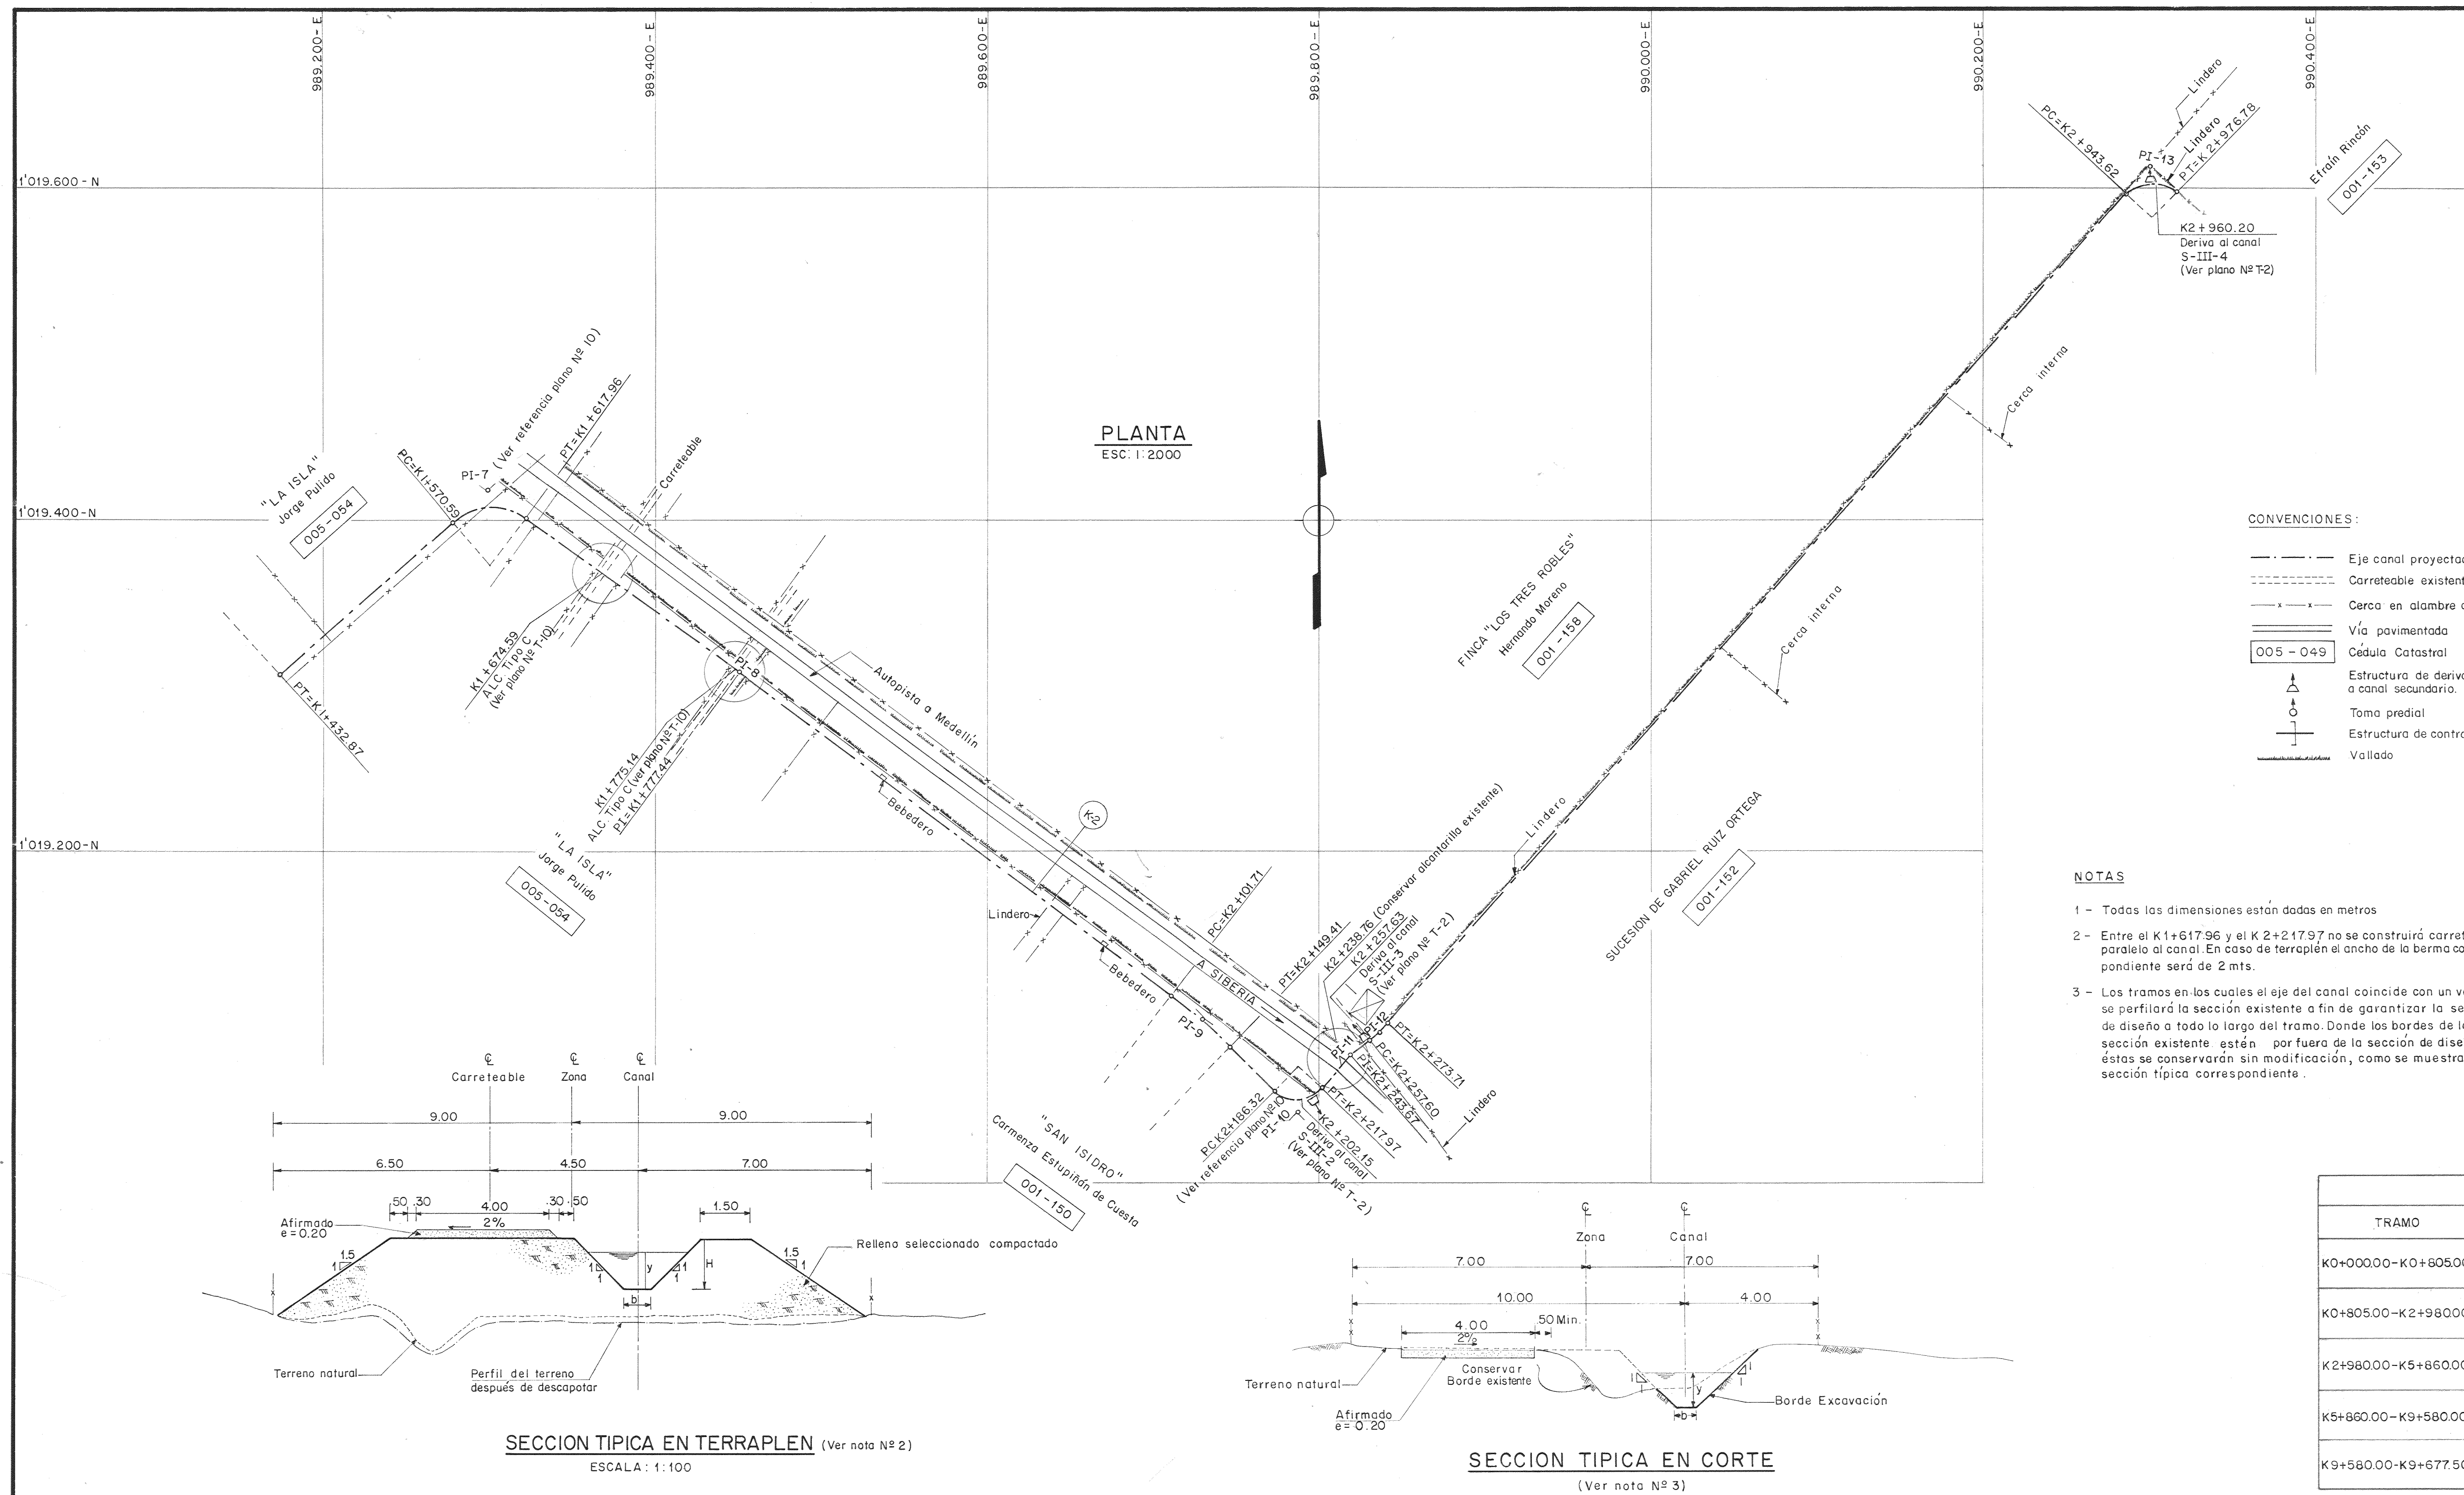 989.200-E
989.400-E
989.600-E
989.800-E
990.000-E
990.200-E
990.400-E
1'019.600-N
1'019.400-N
1'019.200-N
Lindero
Lindero
PC=K2+943.62
PI-13
PT=K2+976.78
Efraín Rincón
001-153
K2+960.20
Deriva al canal
S-III-4
(Ver plano Nº T-2)
Cerca interna
Cerca interna
PLANTA
ESC: 1:2000
"LA ISLA"
Jorge Pulido
005-054
PC=K1+570.59
PI-7
(Ver referencia plano Nº 10)
PT=K1+617.96
Carreteable
PT=K1+432.87
K1+674.59
ALC. Tipo C
(Ver plano Nº T-10)
PI-8
Autopista a Medellín
K1+775.14
ALC. Tipo C (ver plano Nº T-10)
PI=K1+777.44
"LA ISLA"
Jorge Pulido
005-054
Bebedero
K-2
Lindero
Bebedero
PI-9
PC=K2+101.71
A SIBERIA
PT=K2+149.41
K2+238.76 (Conservar alcantarilla existente)
K2+257.63
Deriva al canal
S-III-3
(Ver plano Nº T-2)
FINCA "LOS TRES ROBLES"
Hernando Moreno
001-158
Lindero
SUCESION DE GABRIEL RUIZ ORTEGA
001-152
PI-11
PI-12
PT=K2+273.71
PC=K2+257.60
PI=K2+243.67
Lindero
PT=K2+217.97
K2+202.15
Deriva al canal
S-III-2
(Ver plano Nº T-2)
PC K2+186.32
(Ver referencia plano Nº 10
PI-10
"SAN ISIDRO"
Carmenza Estupiñán de Cuesta
001-150
CONVENCIONES:
Eje canal proyectad
Carreteable existent
Cerca en alambre d
Vía pavimentada
005-049 Cédula Catastral
Estructura de deriva
a canal secundario.
Toma predial
Estructura de contro
Vallado
NOTAS
1 - Todas las dimensiones están dadas en metros
2 - Entre el K1+617.96 y el K 2+217.97 no se construirá carret
paralelo al canal. En caso de terraplén el ancho de la berma co
pondiente será de 2 mts.
3 - Los tramos en los cuales el eje del canal coincide con un v
se perfilará la sección existente a fin de garantizar la se
de diseño a todo lo largo del tramo. Donde los bordes de l
sección existente estén por fuera de la sección de dise
éstas se conservarán sin modificación, como se muestra
sección típica correspondiente.
TRAMO
K0+000.00-K0+805.00
K0+805.00-K2+980.00
K2+980.00-K5+860.00
K5+860.00-K9+580.00
K9+580.00-K9+677.50
℄ ℄ ℄
Carreteable Zona Canal
9.00 9.00
6.50 4.50 7.00
.50 .30 4.00 .30 .50 1.50
2%
Afirmado
e=0.20
1.5
1
1
1
y
H
1
1
1.5
1
b
Relleno seleccionado compactado
Terreno natural
Perfil del terreno
después de descapotar
SECCION TIPICA EN TERRAPLEN (Ver nota Nº 2)
ESCALA: 1:100
℄ ℄
Zona Canal
7.00 7.00
10.00 4.00
4.00 .50 Min.
2%
Conservar
Borde existente
Terreno natural
Afirmado
e=0.20
1
1
y
1
1
b
Borde Excavación
SECCION TIPICA EN CORTE
(Ver nota Nº 3)